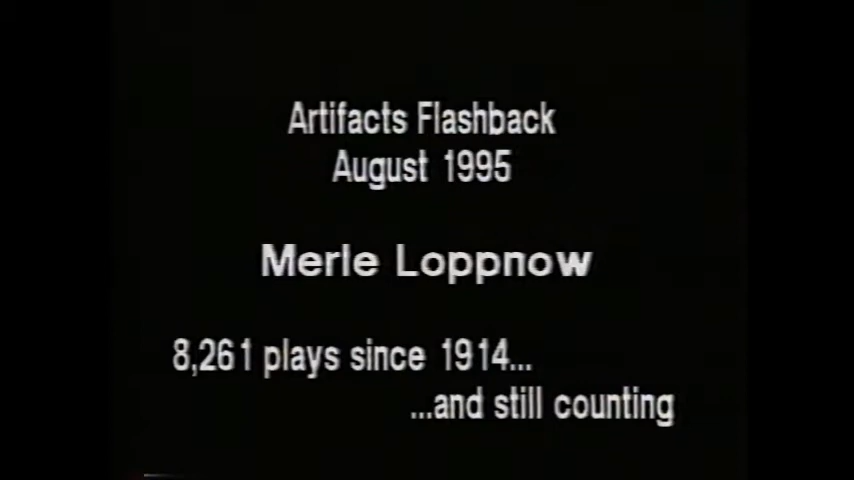 Artifacts Flashback
August 1995
Merle Loppnow
8,261 plays since 1914...
...and still counting